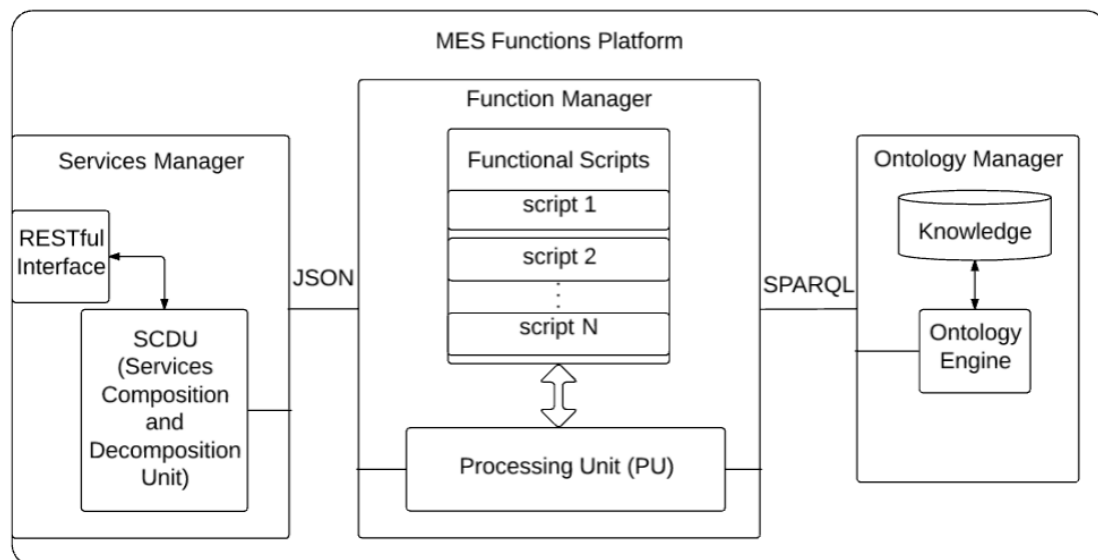 MES Functions Platform
Services Manager
RESTful
Interface
SCDU
(Services
Composition
and
Decomposition
Unit)
JSON
Function Manager
Functional Scripts
script 1
script 2
script N
Processing Unit (PU)
SPARQL
Ontology Manager
Knowledge
Ontology
Engine